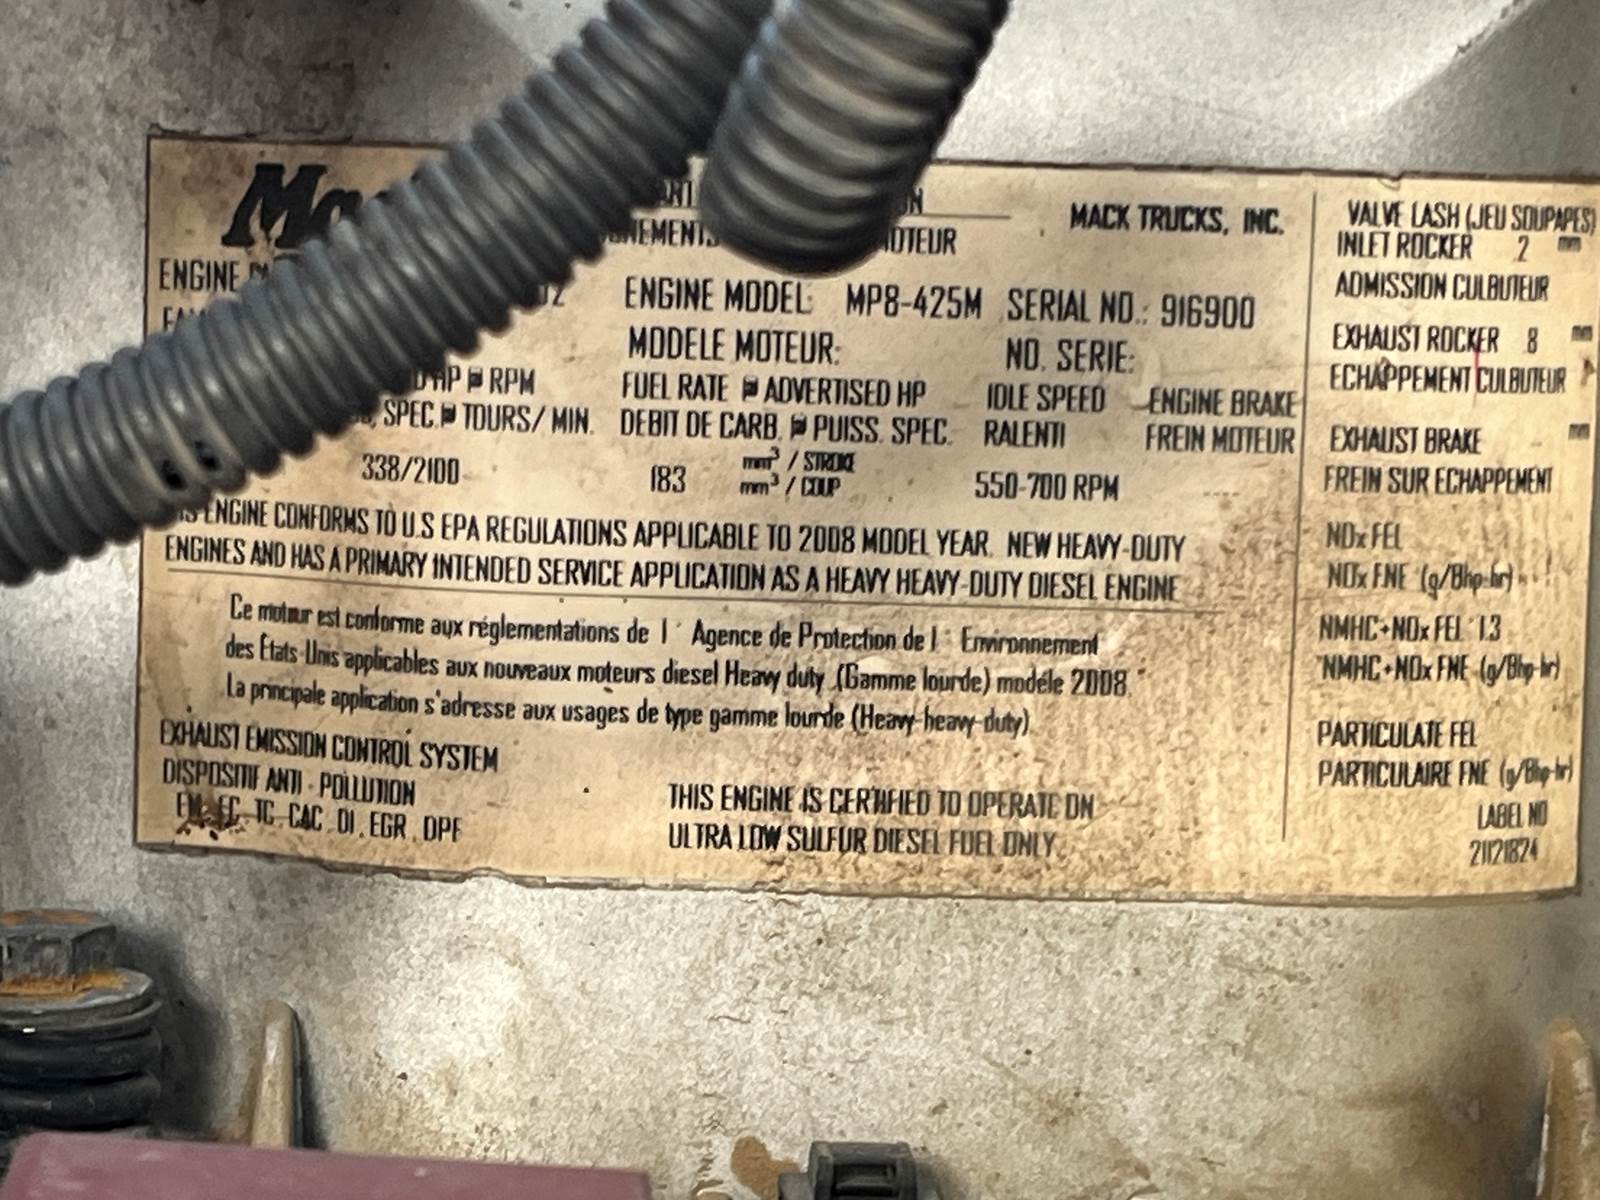 MACK TRUCKS, INC.
ENGINE
ENGINE MODEL: MP8-425M SERIAL NO.: 916900
MODELE MOTEUR: NO. SERIE:
HP @ RPM FUEL RATE @ ADVERTISED HP IDLE SPEED ENGINE BRAKE
SPEC.@ TOURS/ MIN. DEBIT DE CARB. @ PUISS. SPEC. RALENTI FREIN MOTEUR
338/2100 183 mm³ / STROKE 550-700 RPM ----
mm³ / COUP
ENGINE CONFORMS TO U.S EPA REGULATIONS APPLICABLE TO 2008 MODEL YEAR. NEW HEAVY-DUTY
ENGINES AND HAS A PRIMARY INTENDED SERVICE APPLICATION AS A HEAVY HEAVY-DUTY DIESEL ENGINE
Ce moteur est conforme aux réglementations de l ' Agence de Protection de l ' Environnement
des États-Unis applicables aux nouveaux moteurs diesel Heavy duty (Gamme lourde) modéle 2008.
La principale application s'adresse aux usages de type gamme lourde (Heavy-heavy-duty)
EXHAUST EMISSION CONTROL SYSTEM
DISPOSITIF ANTI - POLLUTION
EM, EC, TC, CAC, DI, EGR, DPF
THIS ENGINE IS CERTIFIED TO OPERATE ON
ULTRA LOW SULFUR DIESEL FUEL ONLY.
VALVE LASH (JEU SOUPAPES)
INLET ROCKER .2 mm
ADMISSION CULBUTEUR
EXHAUST ROCKER .8 mm
ECHAPPEMENT CULBUTEUR
EXHAUST BRAKE mm
FREIN SUR ECHAPPEMENT
NOx FEL
NOx FNE (g/Bhp-hr)
NMHC+NOx FEL 1.3
NMHC+NOx FNE (g/Bhp-hr)
PARTICULATE FEL
PARTICULAIRE FNE (g/Bhp-hr)
LABEL NO
21121824